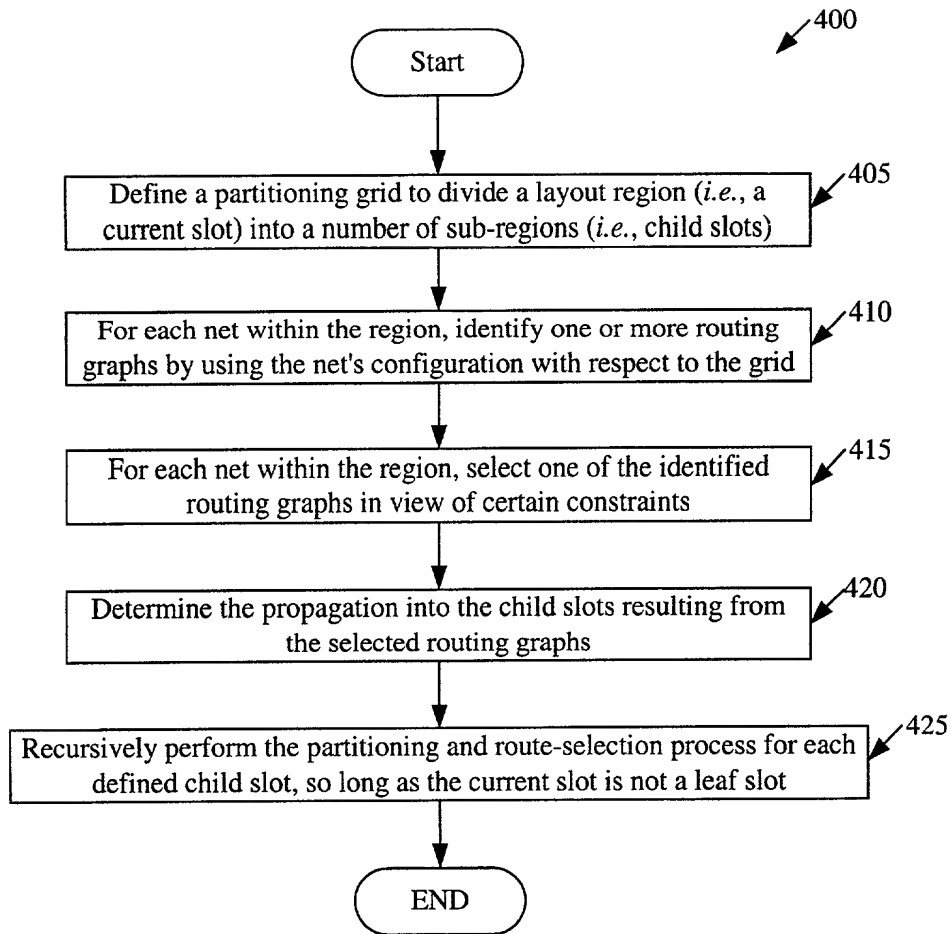 400
Start
405
Define a partitioning grid to divide a layout region (i.e., a
current slot) into a number of sub-regions (i.e., child slots)
410
For each net within the region, identify one or more routing
graphs by using the net's configuration with respect to the grid
415
For each net within the region, select one of the identified
routing graphs in view of certain constraints
420
Determine the propagation into the child slots resulting from
the selected routing graphs
425
Recursively perform the partitioning and route-selection process for each
defined child slot, so long as the current slot is not a leaf slot
END